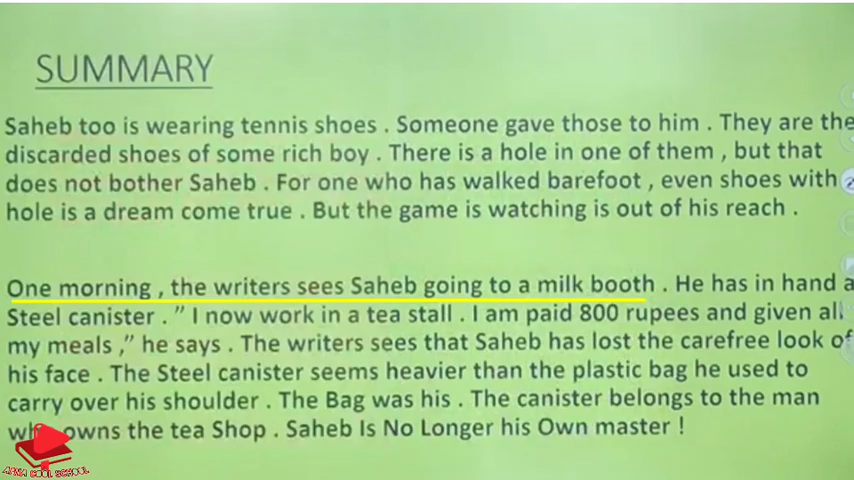 SUMMARY
Saheb too is wearing tennis shoes . Someone gave those to him . They are the
discarded shoes of some rich boy . There is a hole in one of them , but that
does not bother Saheb . For one who has walked barefoot , even shoes with
hole is a dream come true . But the game is watching is out of his reach .
One morning , the writers sees Saheb going to a milk booth . He has in hand a
Steel canister . ” I now work in a tea stall . I am paid 800 rupees and given all
my meals ,” he says . The writers sees that Saheb has lost the carefree look of
his face . The Steel canister seems heavier than the plastic bag he used to
carry over his shoulder . The Bag was his . The canister belongs to the man
owns the tea Shop . Saheb Is No Longer his Own master !
COOL SCHOOL